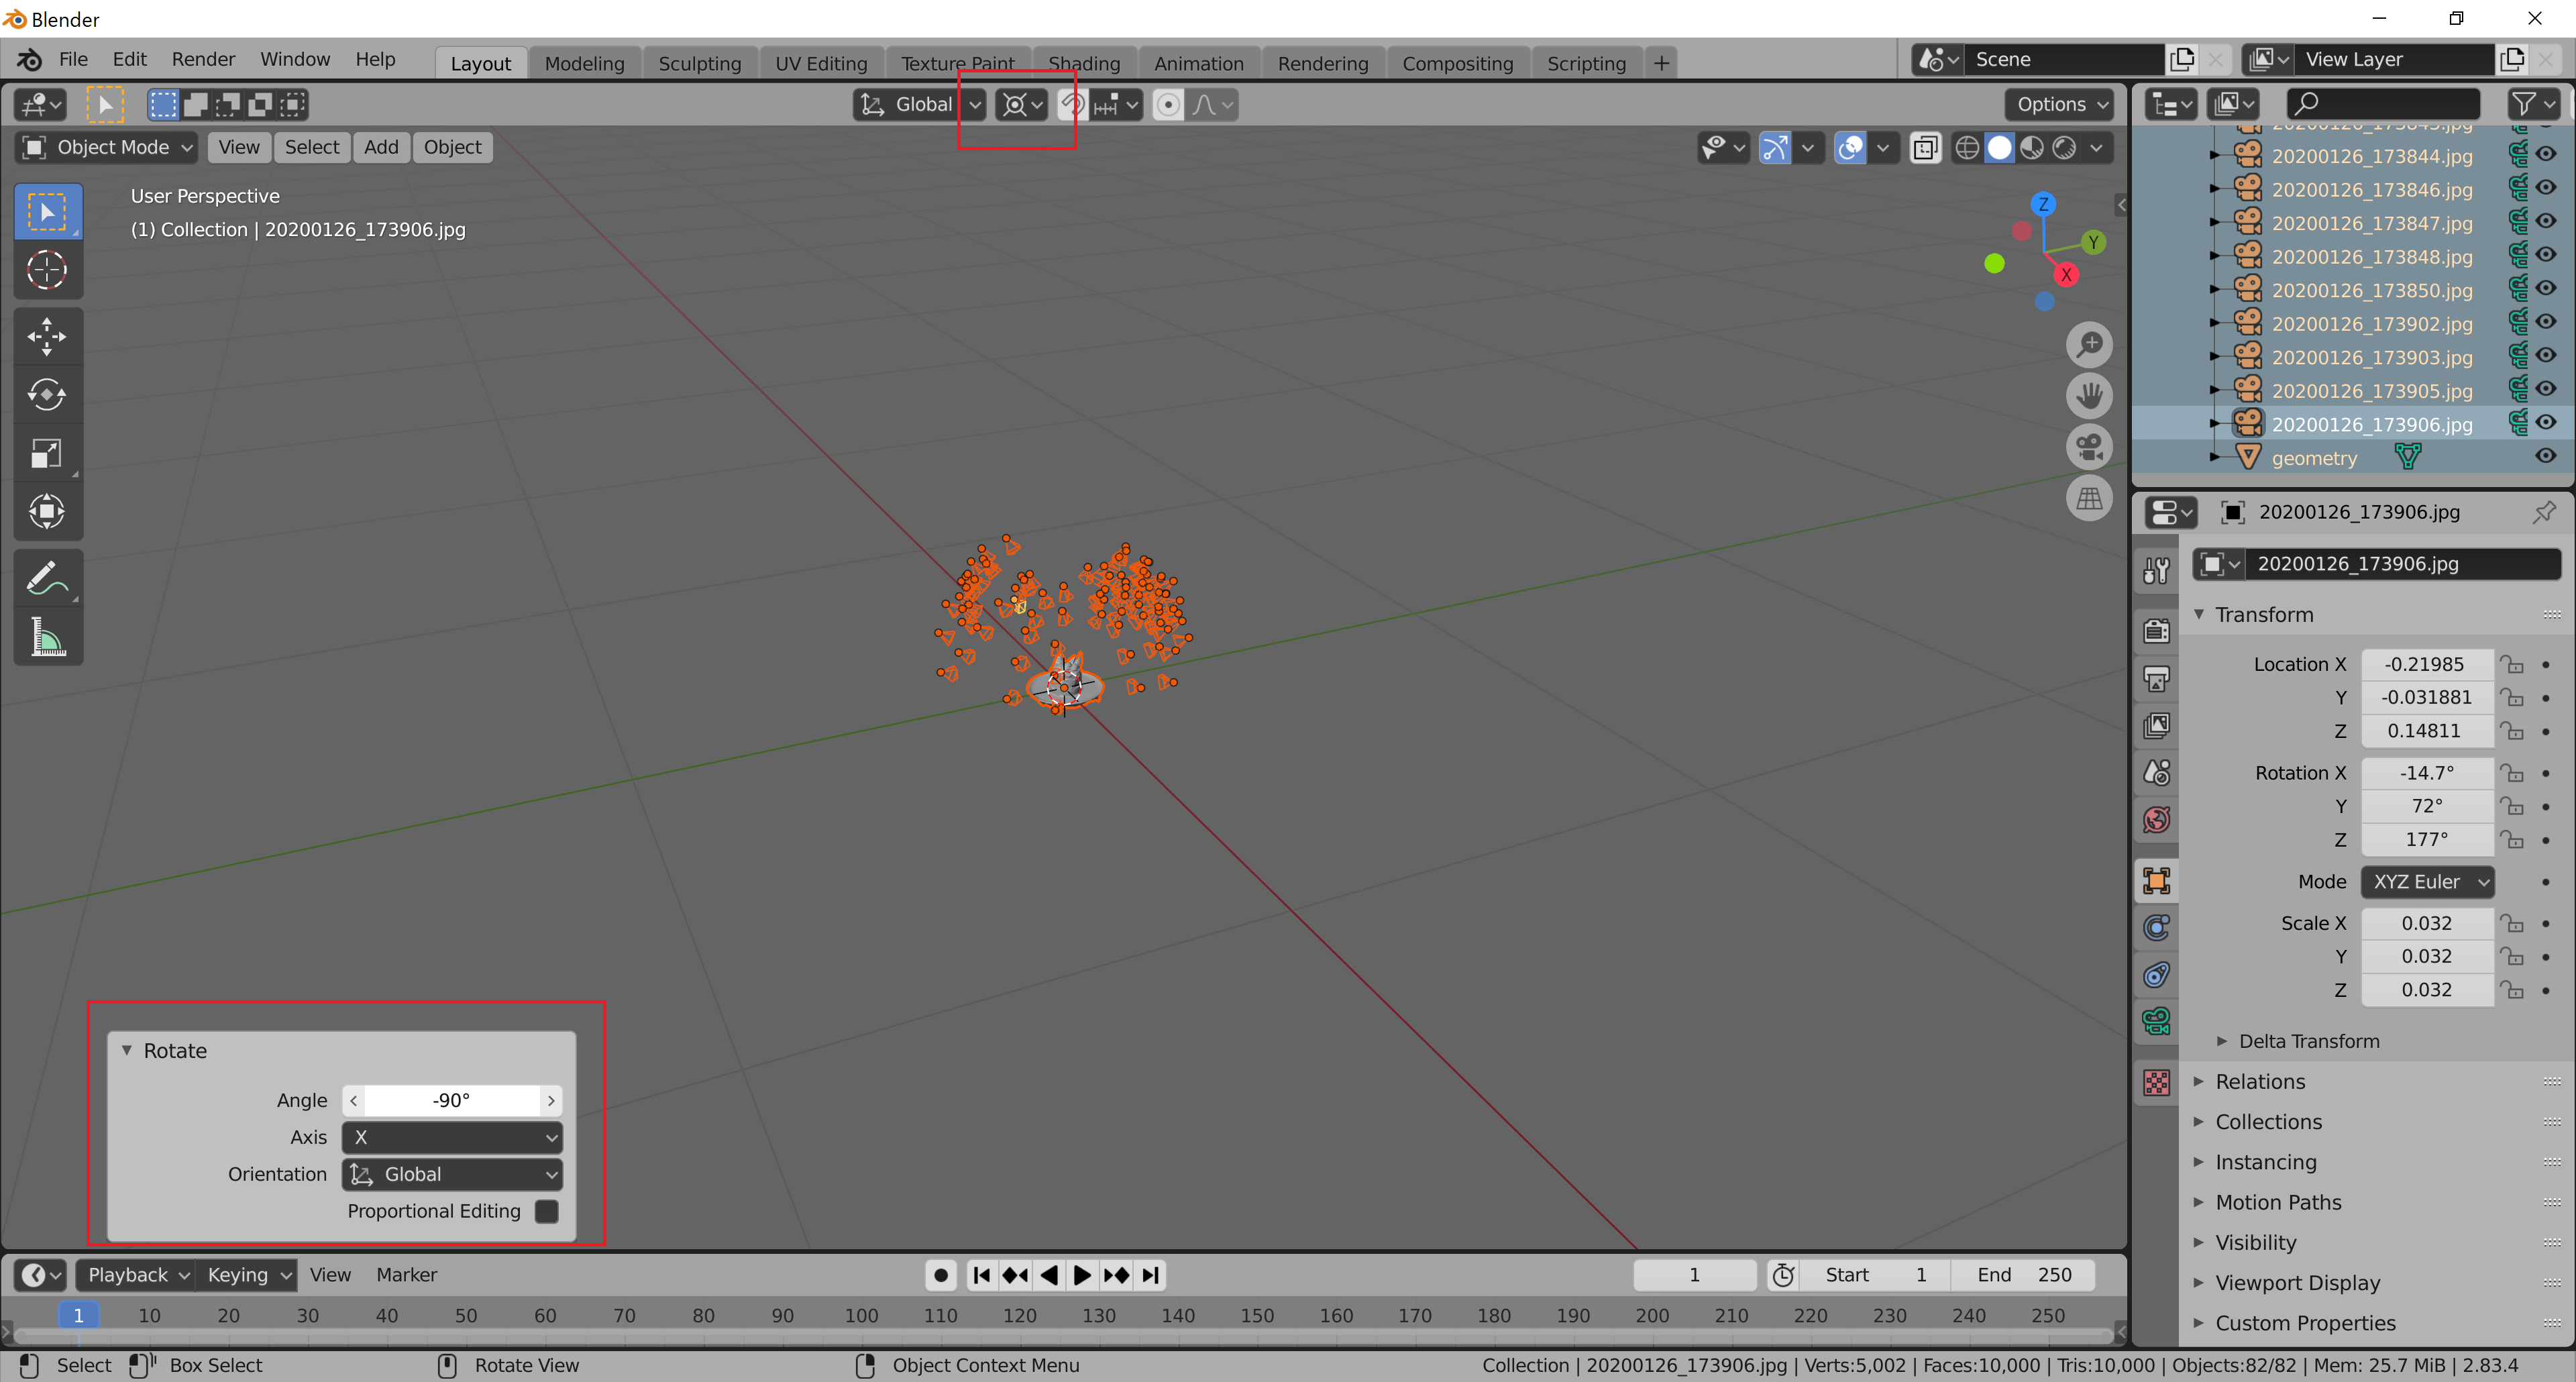 Blender
File Edit Render Window Help Layout Modeling Sculpting UV Editing Texture Paint Shading Animation Rendering Compositing Scripting + Scene View Layer
Global Options
Object Mode View Select Add Object
User Perspective
(1) Collection | 20200126_173906.jpg
Z
Y
X
20200126_173844.jpg
20200126_173846.jpg
20200126_173847.jpg
20200126_173848.jpg
20200126_173850.jpg
20200126_173902.jpg
20200126_173903.jpg
20200126_173905.jpg
20200126_173906.jpg
geometry
20200126_173906.jpg
20200126_173906.jpg
Transform
Location X -0.21985
Y -0.031881
Z 0.14811
Rotation X -14.7°
Y 72°
Z 177°
Mode XYZ Euler
Scale X 0.032
Y 0.032
Z 0.032
Delta Transform
Relations
Collections
Instancing
Motion Paths
Visibility
Viewport Display
Custom Properties
Rotate
Angle -90°
Axis X
Orientation Global
Proportional Editing
Playback Keying View Marker 1 Start 1 End 250
1 10 20 30 40 50 60 70 80 90 100 110 120 130 140 150 160 170 180 190 200 210 220 230 240 250
Select Box Select Rotate View Object Context Menu Collection | 20200126_173906.jpg | Verts:5,002 | Faces:10,000 | Tris:10,000 | Objects:82/82 | Mem: 25.7 MiB | 2.83.4